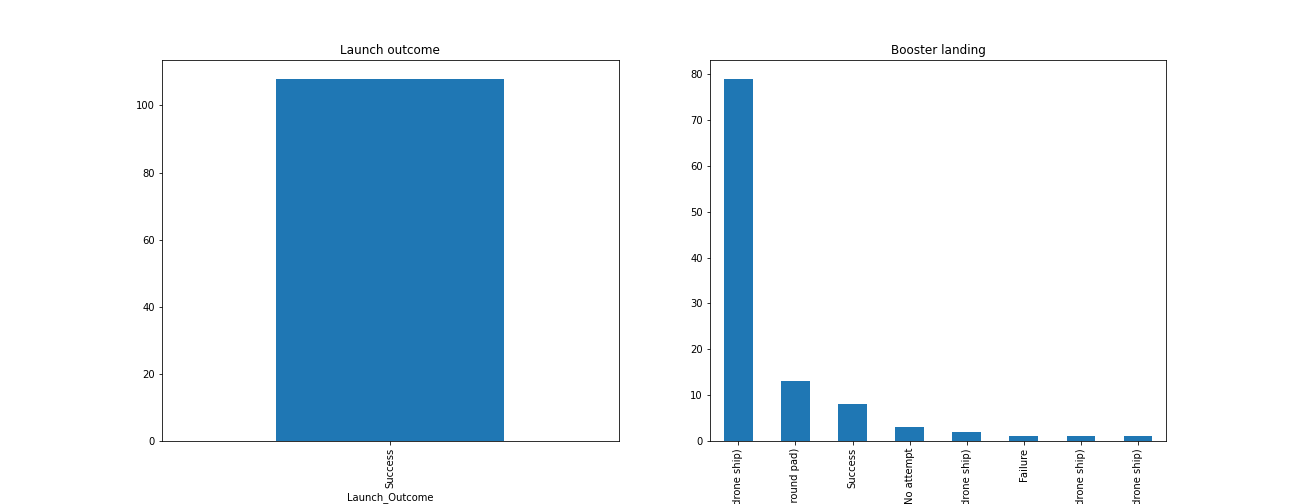 Launch outcome
100
80
60
40
20
0
Success
Launch_Outcome
Booster landing
80
70
60
50
40
30
20
10
0
drone ship)
round pad)
Success
No attempt
drone ship)
Failure
drone ship)
drone ship)